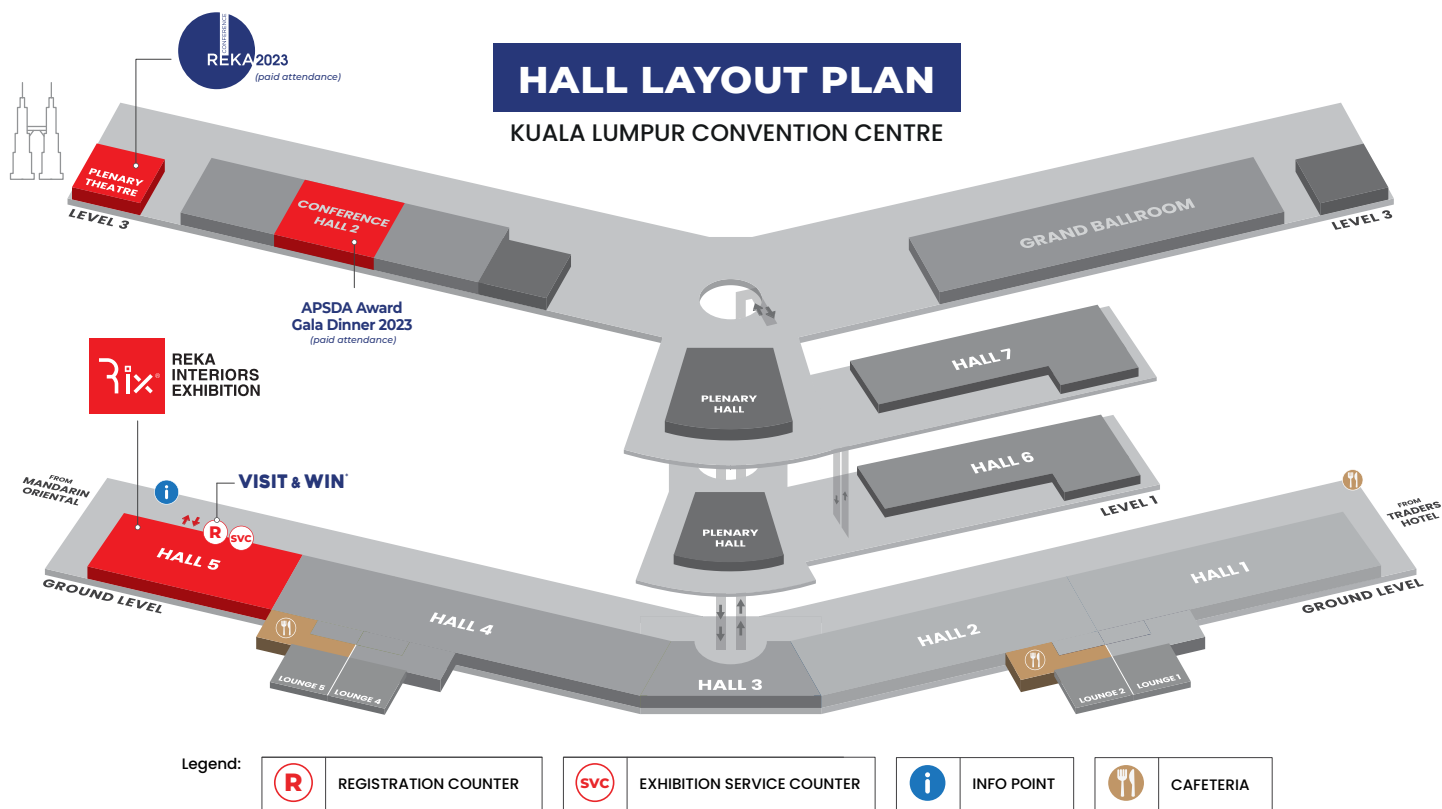 HALL LAYOUT PLAN
KUALA LUMPUR CONVENTION CENTRE
CONFERENCE
REKA 2023
(paid attendance)
PLENARY
THEATRE
LEVEL 3
CONFERENCE
HALL 2
APSDA Award
Gala Dinner 2023
(paid attendance)
GRAND BALLROOM
LEVEL 3
Rix®
REKA
INTERIORS
EXHIBITION
PLENARY
HALL
HALL 7
PLENARY
HALL
HALL 6
LEVEL 1
FROM
MANDARIN
ORIENTAL
i
VISIT & WIN
R
SVC
HALL 5
GROUND LEVEL
HALL 4
LOUNGE 5
LOUNGE 4
HALL 3
HALL 2
HALL 1
LOUNGE 2
LOUNGE 1
FROM
TRADERS
HOTEL
GROUND LEVEL
Legend:
R REGISTRATION COUNTER
SVC EXHIBITION SERVICE COUNTER
i INFO POINT
CAFETERIA